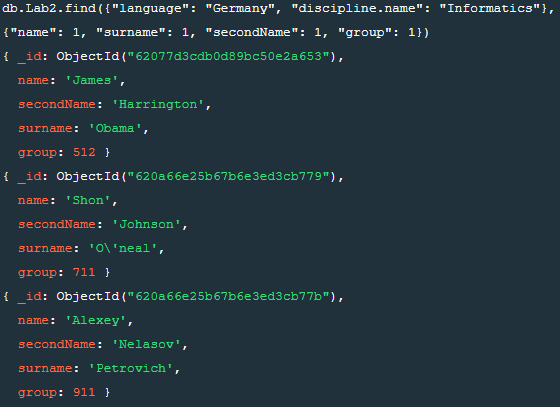 db.Lab2.find({"language": "Germany", "discipline.name": "Informatics"},
{"name": 1, "surname": 1, "secondName": 1, "group": 1})
{ _id: ObjectId("62077d3cdb0d89bc50e2a653"),
name: 'James',
secondName: 'Harrington',
surname: 'Obama',
group: 512 }
{ _id: ObjectId("620a66e25b67b6e3ed3cb779"),
name: 'Shon',
secondName: 'Johnson',
surname: 'O\'neal',
group: 711 }
{ _id: ObjectId("620a66e25b67b6e3ed3cb77b"),
name: 'Alexey',
secondName: 'Nelasov',
surname: 'Petrovich',
group: 911 }